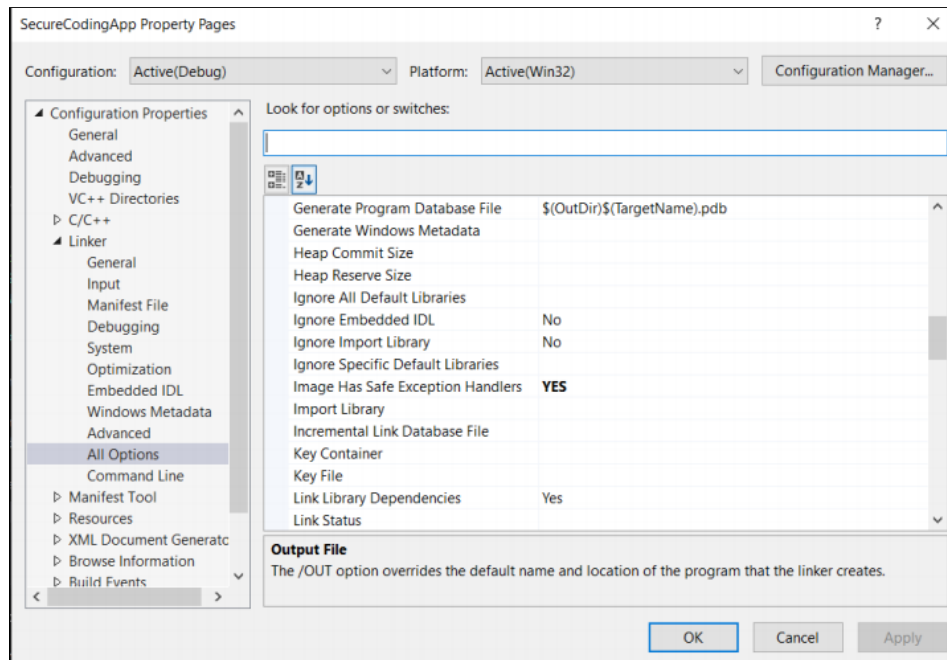 SecureCodingApp Property Pages ? ×
Configuration: Active(Debug) Platform: Active(Win32) Configuration Manager...
Configuration Properties
General
Advanced
Debugging
VC++ Directories
C/C++
Linker
General
Input
Manifest File
Debugging
System
Optimization
Embedded IDL
Windows Metadata
Advanced
All Options
Command Line
Manifest Tool
Resources
XML Document Generatc
Browse Information
Build Events
Look for options or switches:
Generate Program Database File $(OutDir)$(TargetName).pdb
Generate Windows Metadata
Heap Commit Size
Heap Reserve Size
Ignore All Default Libraries
Ignore Embedded IDL No
Ignore Import Library No
Ignore Specific Default Libraries
Image Has Safe Exception Handlers YES
Import Library
Incremental Link Database File
Key Container
Key File
Link Library Dependencies Yes
Link Status
Output File
The /OUT option overrides the default name and location of the program that the linker creates.
OK Cancel Apply